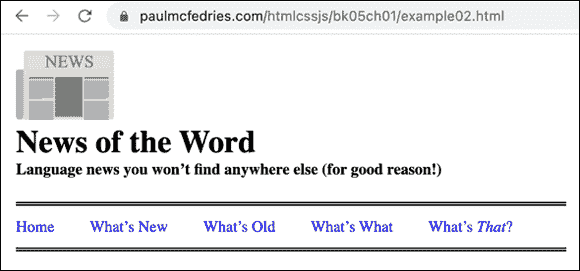 paulmcfedries.com/htmlcssjs/bk05ch01/example02.html
NEWS
News of the Word
Language news you won’t find anywhere else (for good reason!)
Home What’s New What’s Old What’s What What’s That?